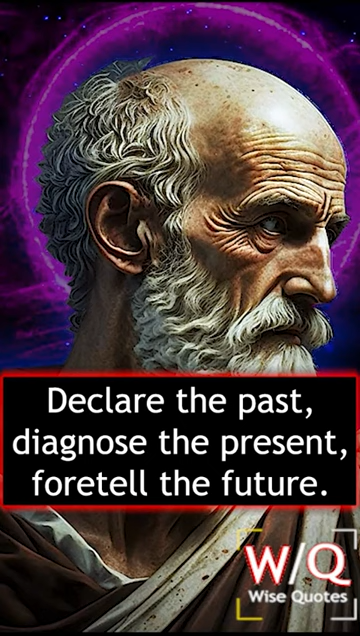 Declare the past,
diagnose the present,
foretell the future.
W/Q
Wise Quotes